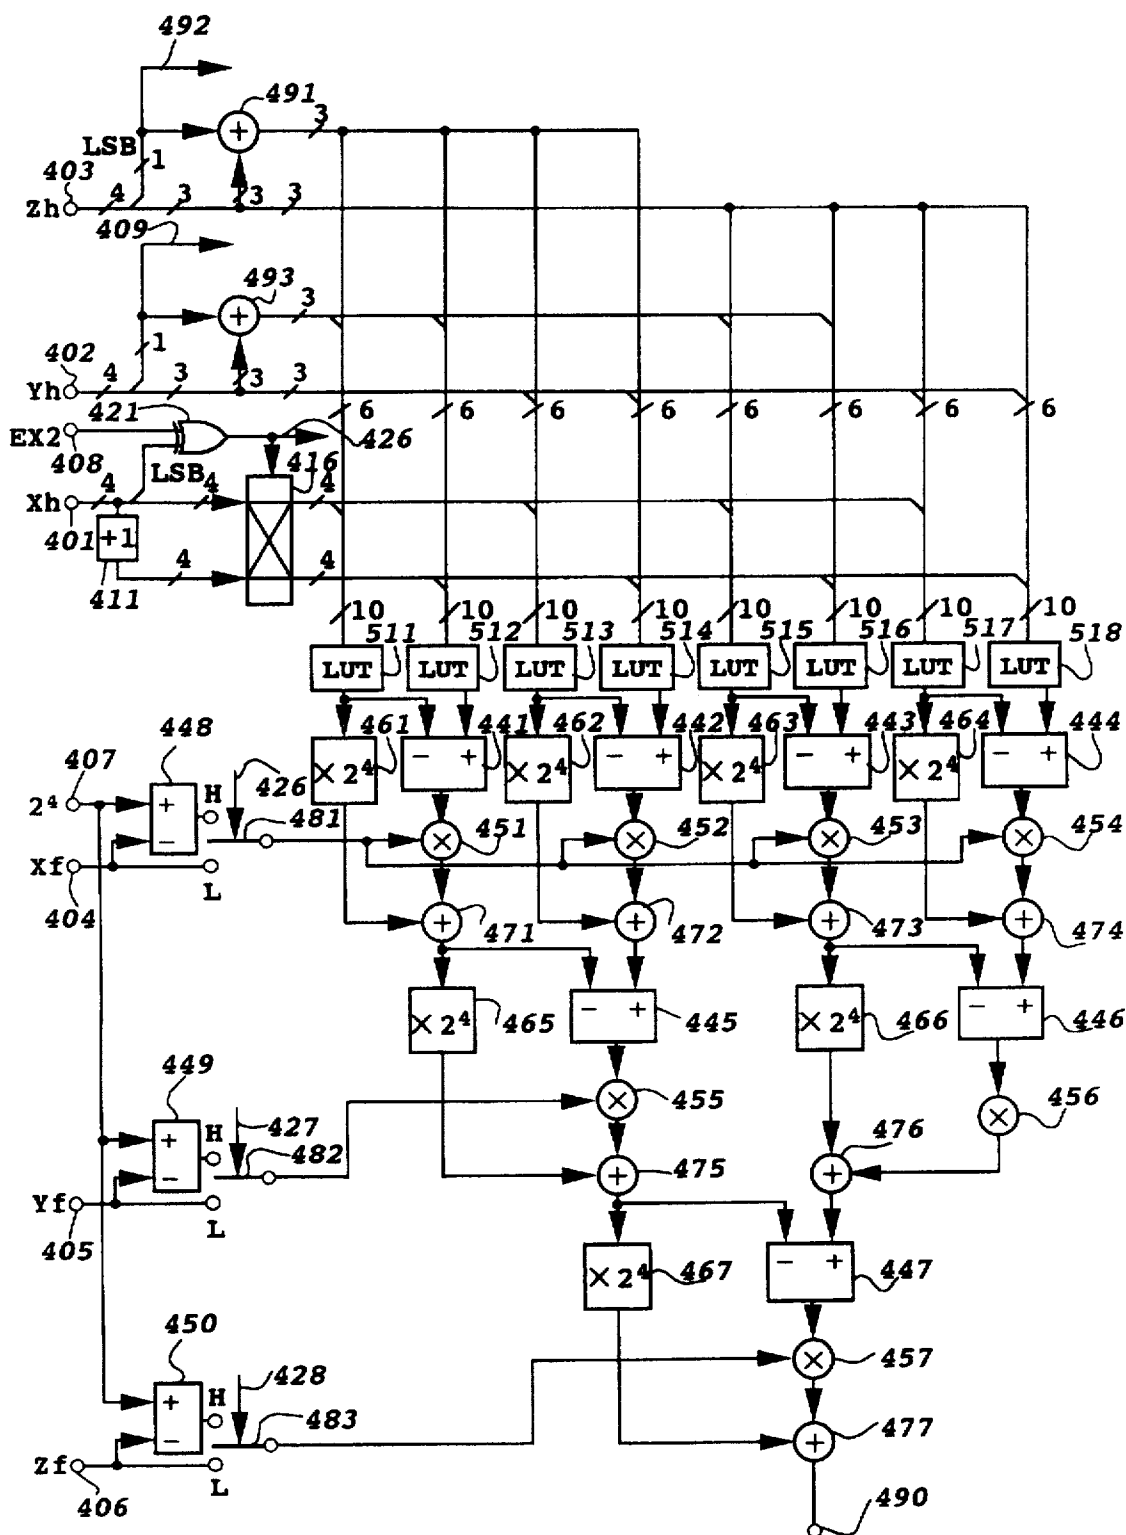 492
491
3
LSB
1
403
Zh
4 3 3 3
409
493
3
1
402
Yh
4 3 3 3
421
6 6 6 6 6 6 6 6
EX2
408
426
LSB
416
Xh
4 4 4
401
+1
411
4 4
10 10 10 10 10 10 10 10
511 512 513 514 515 516 517 518
LUT LUT LUT LUT LUT LUT LUT LUT
461 441 462 442 463 443 464 444
× 2⁴ - + × 2⁴ - + × 2⁴ - + × 2⁴ - +
448
407
2⁴
+
-
H
426
481
451 452 453 454
Xf
404
L
471 472 473 474
× 2⁴ 465 - + 445 × 2⁴ 466 - + 446
449
H
427
482
+
-
455
456
476
475
Yf
405
L
× 2⁴ 467 - + 447
450
H
428
483
+
-
457
477
Zf
406
L
490